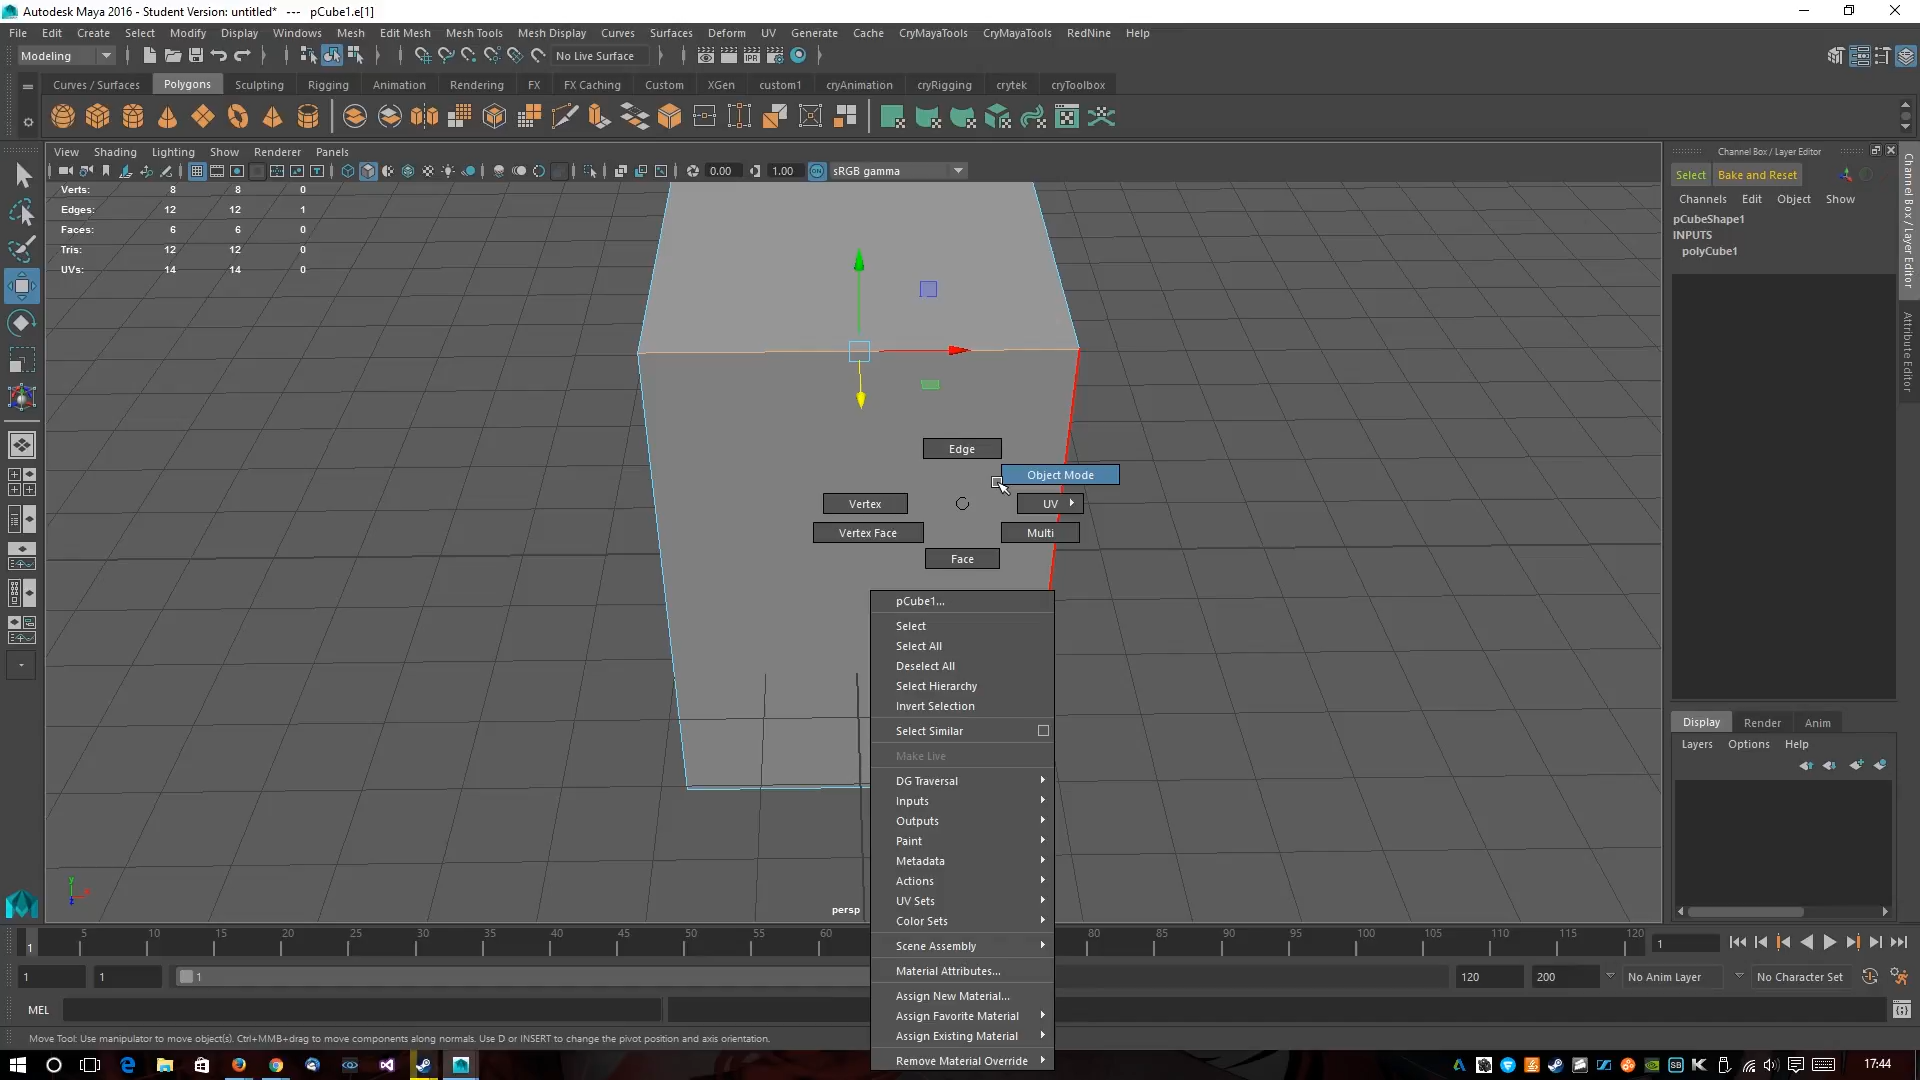 Autodesk Maya 2016 - Student Version: untitled*   ---   pCube1.e[1]
File Edit Create Select Modify Display Windows Mesh Edit Mesh Mesh Tools Mesh Display Curves Surfaces Deform UV Generate Cache CryMayaTools CryMayaTools RedNine Help
Modeling No Live Surface
Curves / Surfaces Polygons Sculpting Rigging Animation Rendering FX FX Caching Custom XGen custom1 cryAnimation cryRigging crytek cryToolbox
IPR
View Shading Lighting Show Renderer Panels Channel Box / Layer Editor
0.00 1.00 ON sRGB gamma
Select Bake and Reset
Verts: 8 8 0
Edges: 12 12 1
Faces: 6 6 0
Tris: 12 12 0
UVs: 14 14 0
Channels Edit Object Show
pCubeShape1
INPUTS
polyCube1
Channel Box / Layer Editor
Attribute Editor
Edge
Object Mode
Vertex UV
Vertex Face Multi
Face
pCube1...
Select
Select All
Deselect All
Select Hierarchy
Invert Selection
Select Similar
Make Live
DG Traversal
Inputs
Outputs
Paint
Metadata
Actions
UV Sets
Color Sets
Scene Assembly
Material Attributes...
Assign New Material...
Assign Favorite Material
Assign Existing Material
Remove Material Override
Display Render Anim
Layers Options Help
y
z
persp
1 5 10 15 20 25 30 35 40 45 50 55 60 80 85 90 95 100 105 110 115 120 1
1 1 1 120 200 No Anim Layer No Character Set
MEL
Move Tool: Use manipulator to move object(s). Ctrl+MMB+drag to move components along normals. Use D or INSERT to change the pivot position and axis orientation.
17:44